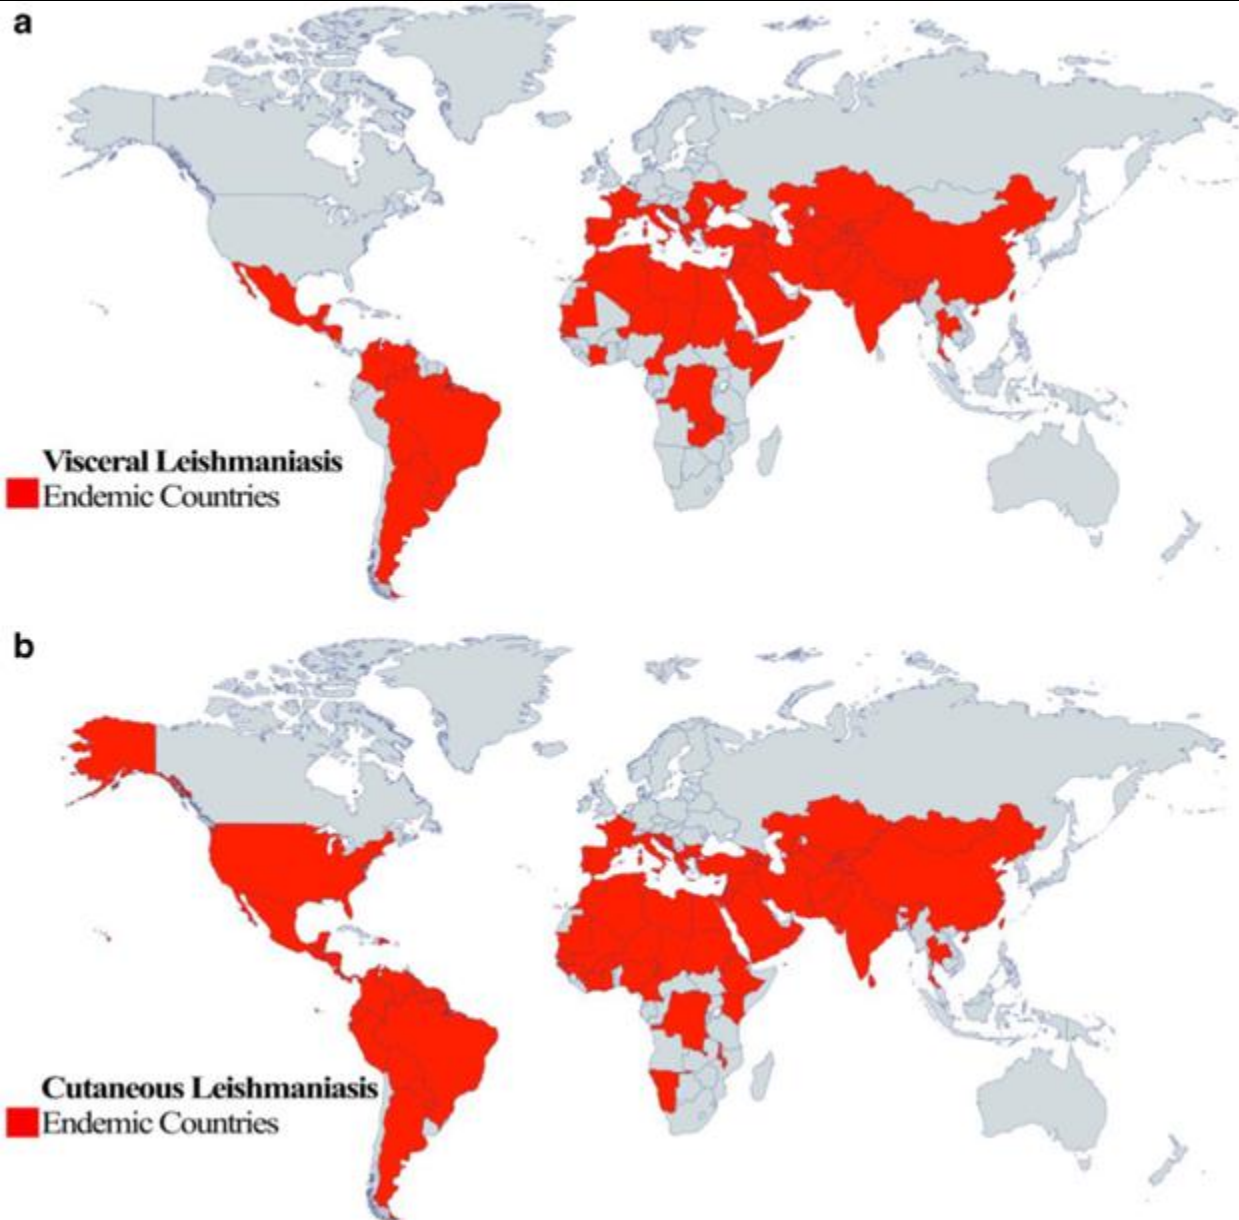 a
Visceral Leishmaniasis
Endemic Countries
b
Cutaneous Leishmaniasis
Endemic Countries